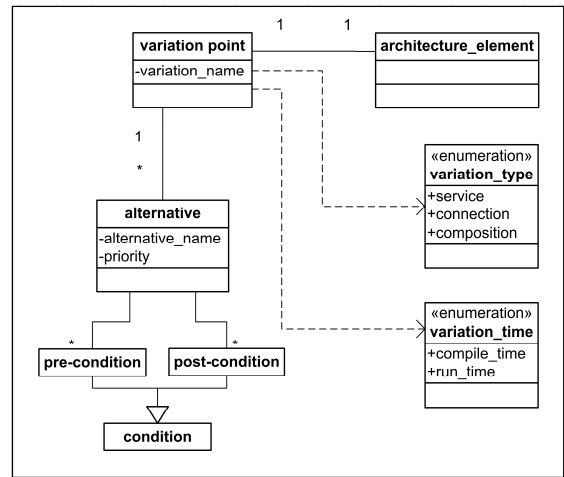 1
1
variation point
architecture_element
-variation_name
1
*
«enumeration»
variation_type
+service
+connection
+composition
alternative
-alternative_name
-priority
«enumeration»
variation_time
+compile_time
+run_time
*
*
pre-condition
post-condition
condition